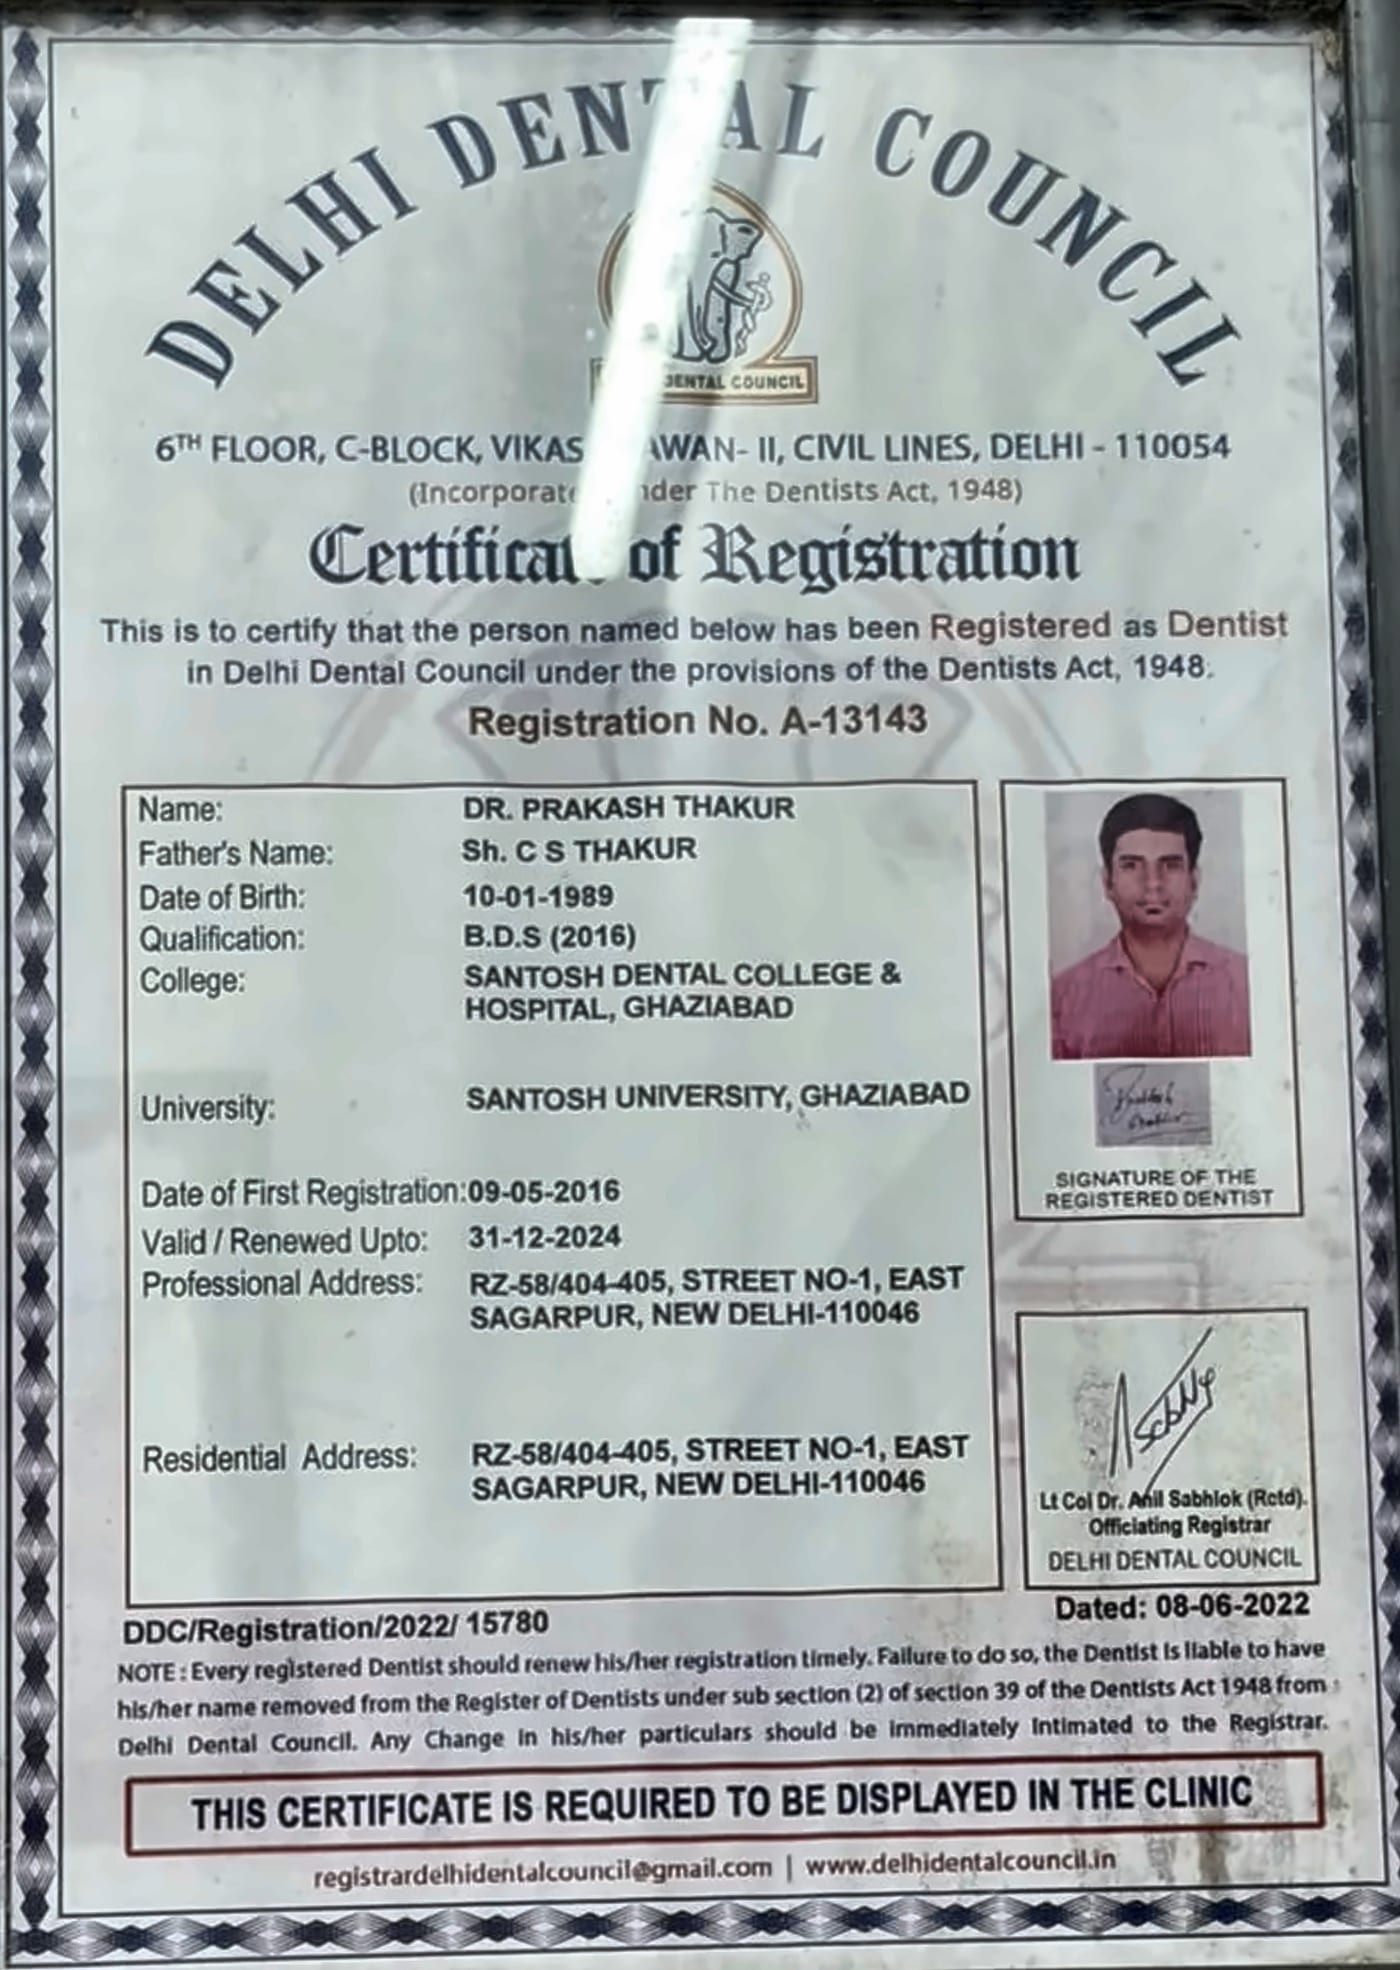 DELHI DENTAL COUNCIL
DENTAL COUNCIL
6TH FLOOR, C-BLOCK, VIKAS AWAN- II, CIVIL LINES, DELHI - 110054
(Incorporate nder The Dentists Act, 1948)
Certificat of Registration
This is to certify that the person named below has been Registered as Dentist
in Delhi Dental Council under the provisions of the Dentists Act, 1948.
Registration No. A-13143
Name: DR. PRAKASH THAKUR
Father's Name: Sh. C S THAKUR
Date of Birth: 10-01-1989
Qualification: B.D.S (2016)
College: SANTOSH DENTAL COLLEGE &
HOSPITAL, GHAZIABAD
University: SANTOSH UNIVERSITY, GHAZIABAD
Date of First Registration: 09-05-2016
Valid / Renewed Upto: 31-12-2024
Professional Address: RZ-58/404-405, STREET NO-1, EAST
SAGARPUR, NEW DELHI-110046
Residential Address: RZ-58/404-405, STREET NO-1, EAST
SAGARPUR, NEW DELHI-110046
SIGNATURE OF THE
REGISTERED DENTIST
Lt Col Dr. Anil Sabhlok (Retd).
Officiating Registrar
DELHI DENTAL COUNCIL
DDC/Registration/2022/ 15780
Dated: 08-06-2022
NOTE : Every registered Dentist should renew his/her registration timely. Failure to do so, the Dentist is liable to have
his/her name removed from the Register of Dentists under sub section (2) of section 39 of the Dentists Act 1948 from
Delhi Dental Council. Any Change in his/her particulars should be immediately Intimated to the Registrar.
THIS CERTIFICATE IS REQUIRED TO BE DISPLAYED IN THE CLINIC
registrardelhidentalcouncil@gmail.com | www.delhidentalcouncil.in